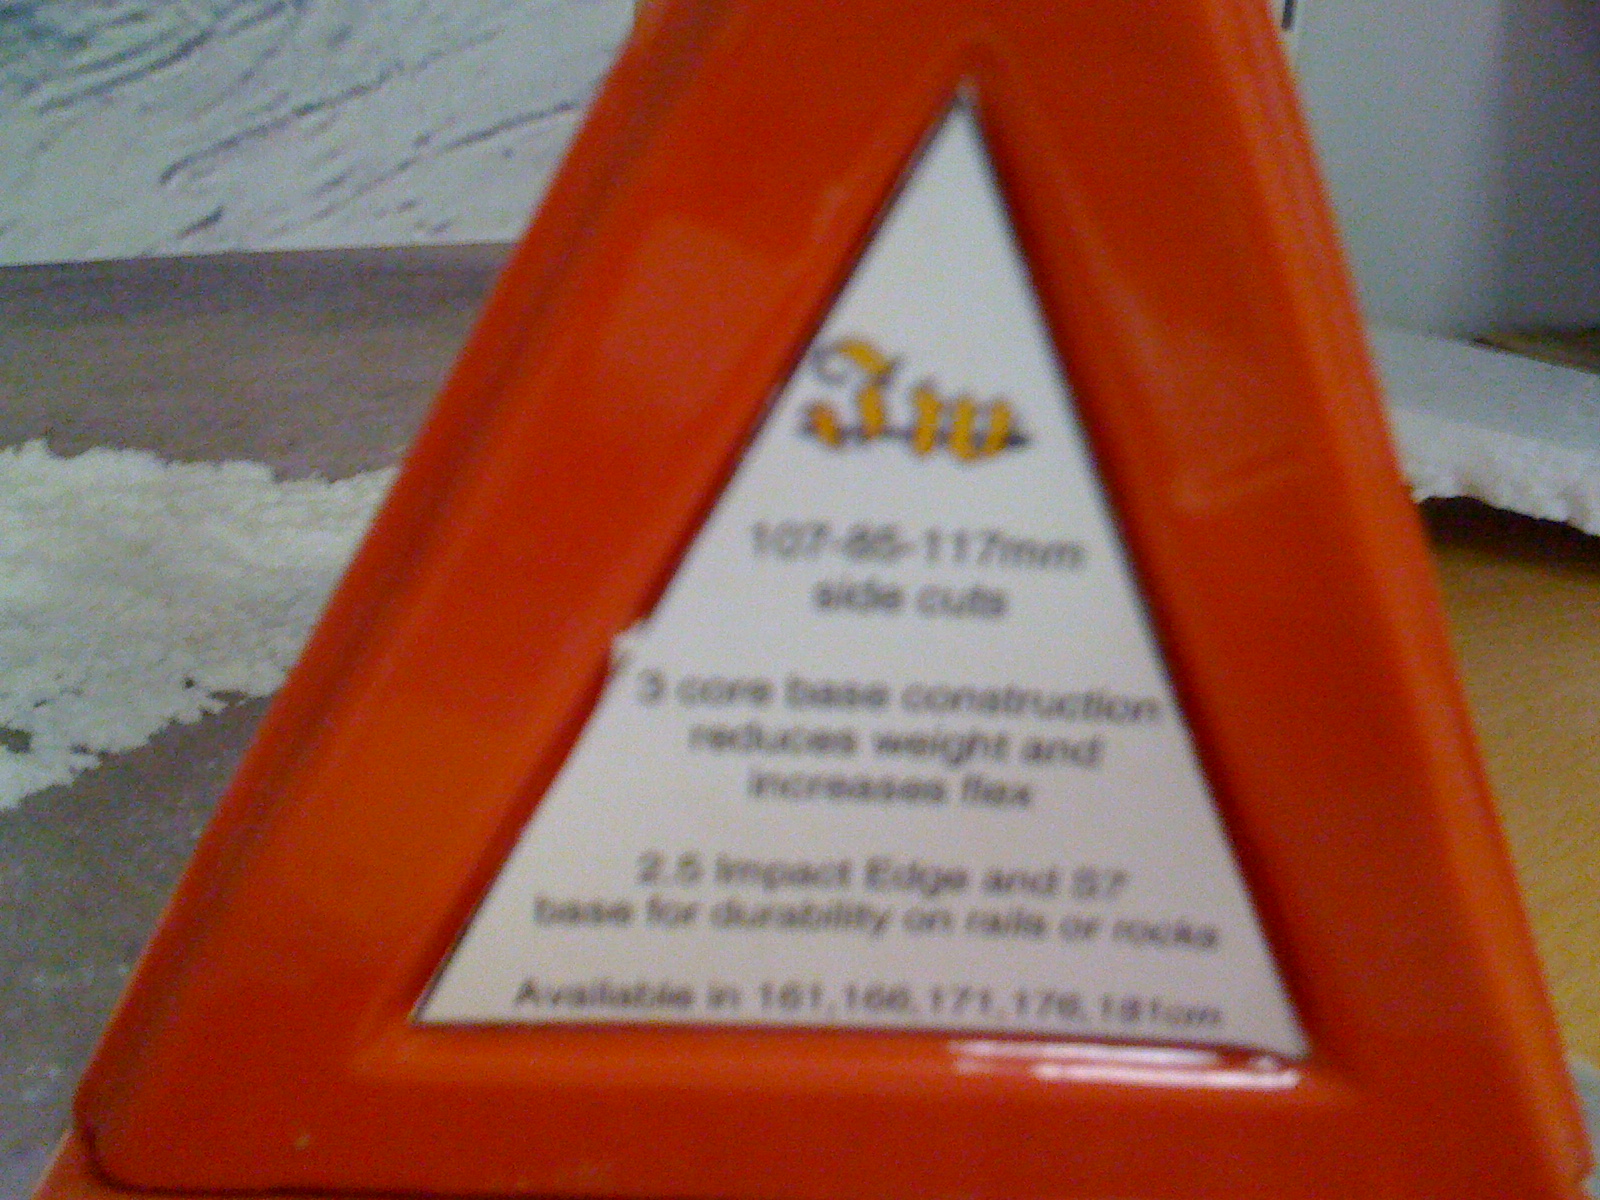 Jw
107-85-117mm
side cuts
3 core base construction
reduces weight and
increases flex
2.5 Impact Edge and S7
base for durability on rails or rocks
Available in 161,166,171,176,181cm